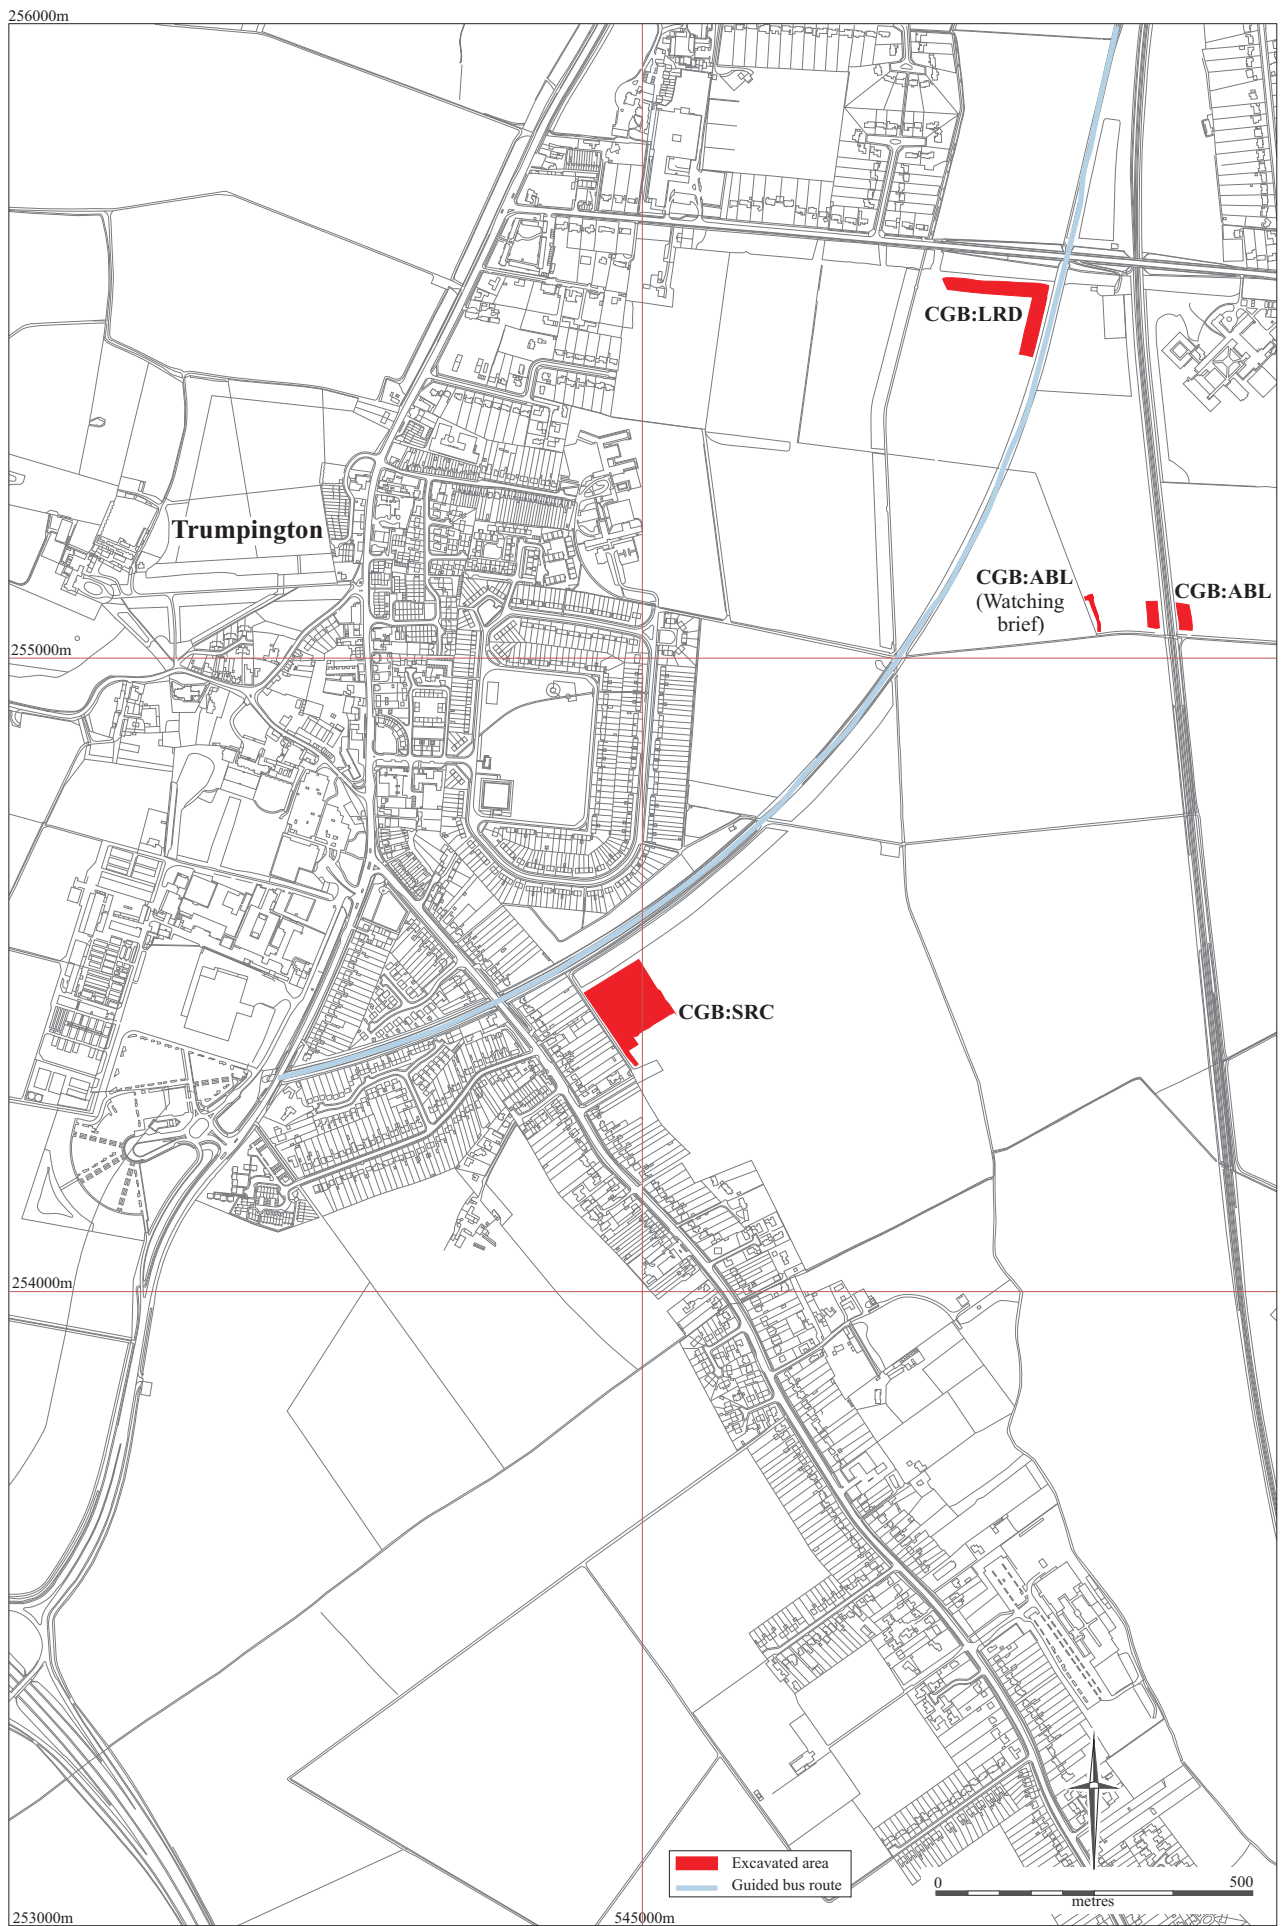 256000m
CGB:LRD
Trumpington
CGB:ABL
(Watching
brief)
CGB:ABL
255000m
CGB:SRC
254000m
Excavated area
Guided bus route
0 500
metres
253000m
545000m